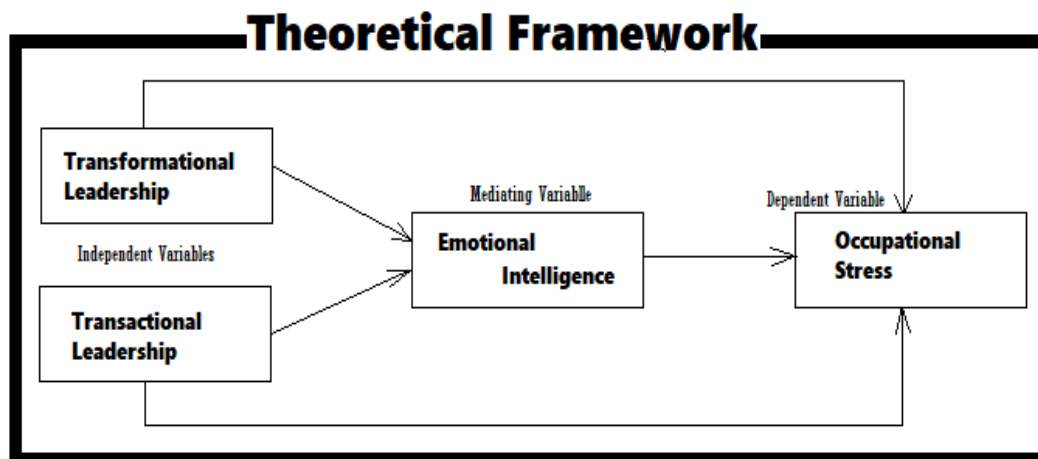 Theoretical Framework
Transformational
Leadership
Independent Variables
Transactional
Leadership
Mediating Variablle
Emotional
Intelligence
Dependent Variable
Occupational
Stress